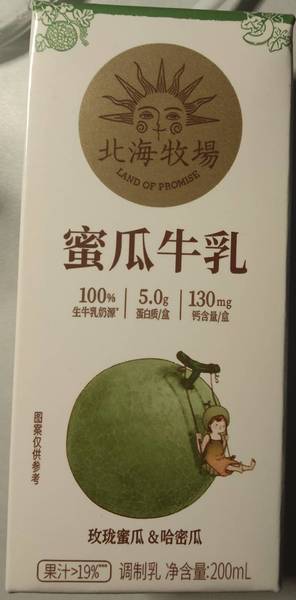 北海牧場
LAND OF PROMISE
蜜瓜牛乳
100% 5.0g 130mg
生牛乳奶源* 蛋白质/盒 钙含量/盒
图案仅供参考
玫珑蜜瓜&哈密瓜
果汁>19%*** 调制乳 净含量:200mL